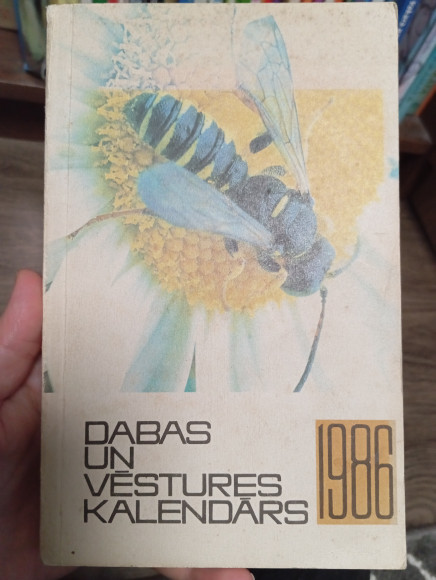 DABAS
UN
VĒSTURES
KALENDĀRS
1986